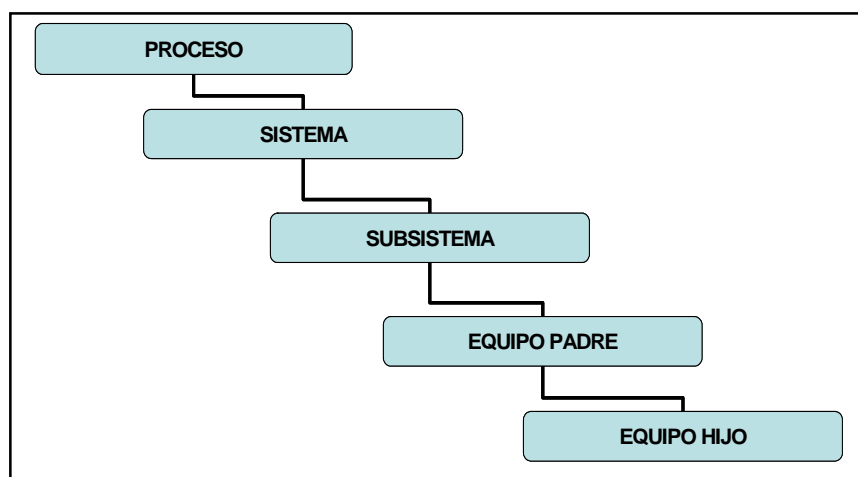 PROCESO
SISTEMA
SUBSISTEMA
EQUIPO PADRE
EQUIPO HIJO